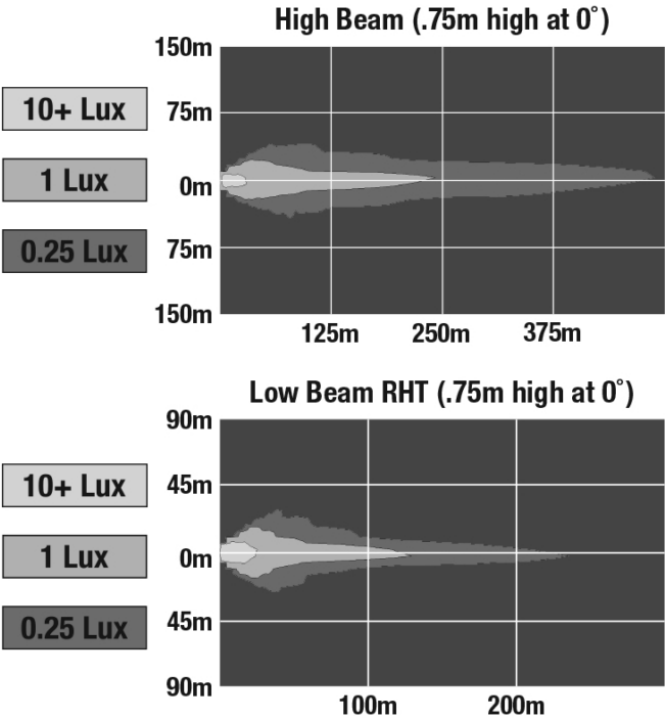 High Beam (.75m high at 0˚)
150m
10+ Lux
75m
1 Lux
0m
0.25 Lux
75m
150m
125m 250m 375m
Low Beam RHT (.75m high at 0˚)
90m
10+ Lux
45m
1 Lux
0m
0.25 Lux
45m
90m
100m 200m